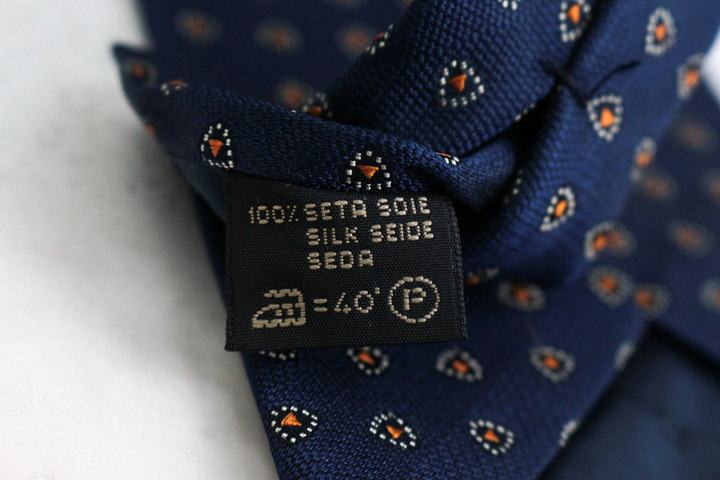 100% SETA SOIE
SILK SEIDE
SEDA
=40° P